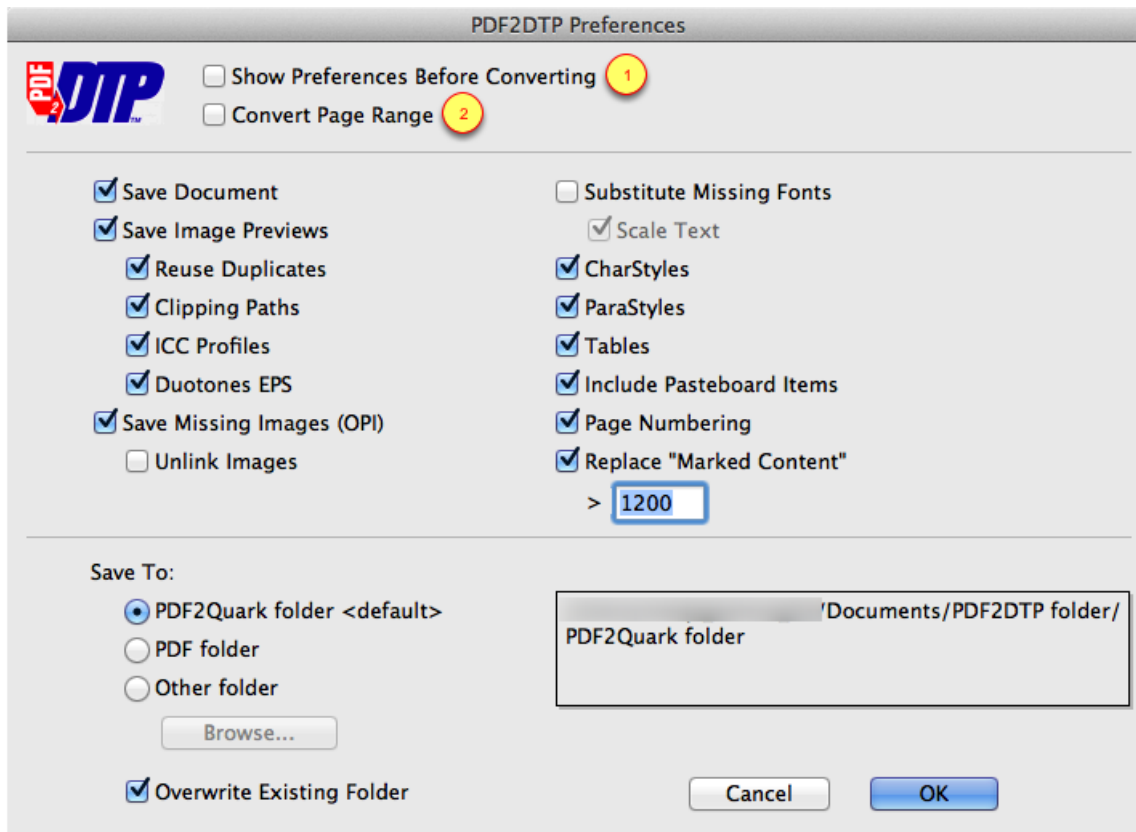 PDF2DTP Preferences
PDF 2 DTP™
Show Preferences Before Converting 1
Convert Page Range 2
Save Document
Save Image Previews
Reuse Duplicates
Clipping Paths
ICC Profiles
Duotones EPS
Save Missing Images (OPI)
Unlink Images
Substitute Missing Fonts
Scale Text
CharStyles
ParaStyles
Tables
Include Pasteboard Items
Page Numbering
Replace "Marked Content"
> 1200
Save To:
PDF2Quark folder <default>
PDF folder
Other folder
Browse...
/Documents/PDF2DTP folder/
PDF2Quark folder
Overwrite Existing Folder
Cancel
OK